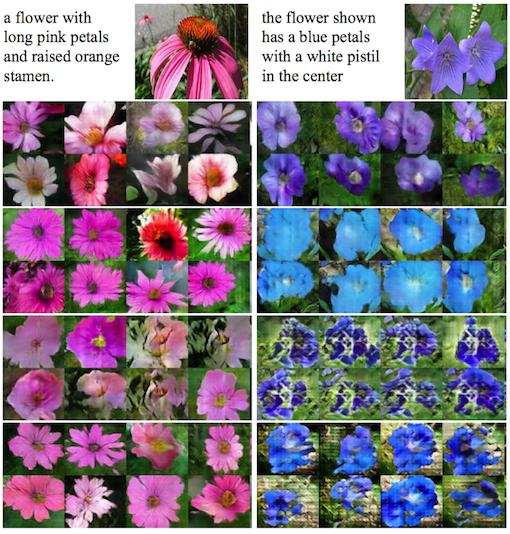 a flower with
long pink petals
and raised orange
stamen.
the flower shown
has a blue petals
with a white pistil
in the center